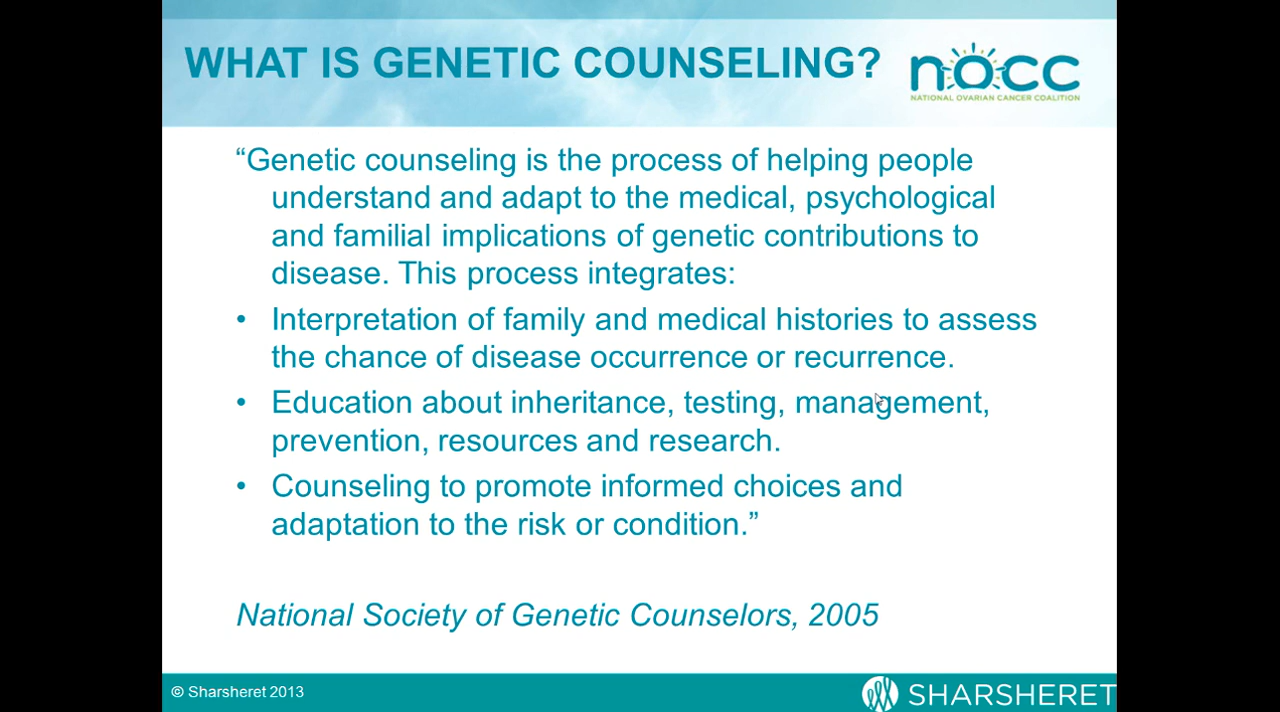 WHAT IS GENETIC COUNSELING?
nocc
NATIONAL OVARIAN CANCER COALITION
“Genetic counseling is the process of helping people
understand and adapt to the medical, psychological
and familial implications of genetic contributions to
disease. This process integrates:
• Interpretation of family and medical histories to assess
the chance of disease occurrence or recurrence.
• Education about inheritance, testing, management,
prevention, resources and research.
• Counseling to promote informed choices and
adaptation to the risk or condition.”
National Society of Genetic Counselors, 2005
© Sharsheret 2013
SHARSHERET